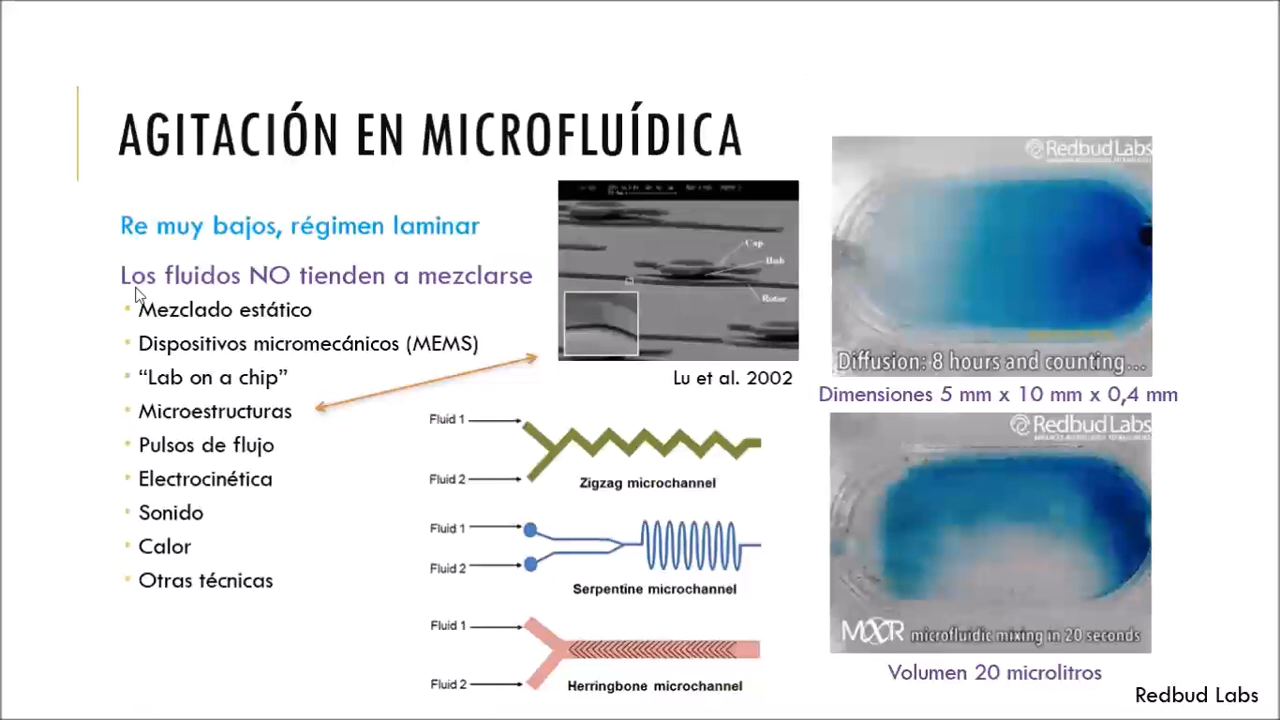 AGITACIÓN EN MICROFLUÍDICA
Re muy bajos, régimen laminar
Los fluidos NO tienden a mezclarse
Mezclado estático
Dispositivos micromecánicos (MEMS)
“Lab on a chip”
Microestructuras
Pulsos de flujo
Electrocinética
Sonido
Calor
Otras técnicas
Cap
Hub
Rotor
Lu et al. 2002
Fluid 1
Fluid 2
Zigzag microchannel
Fluid 1
Fluid 2
Serpentine microchannel
Fluid 1
Fluid 2
Herringbone microchannel
Redbud Labs
Diffusion: 8 hours and counting...
Dimensiones 5 mm x 10 mm x 0,4 mm
Redbud Labs
MXR microfluidic mixing in 20 seconds
Volumen 20 microlitros
Redbud Labs